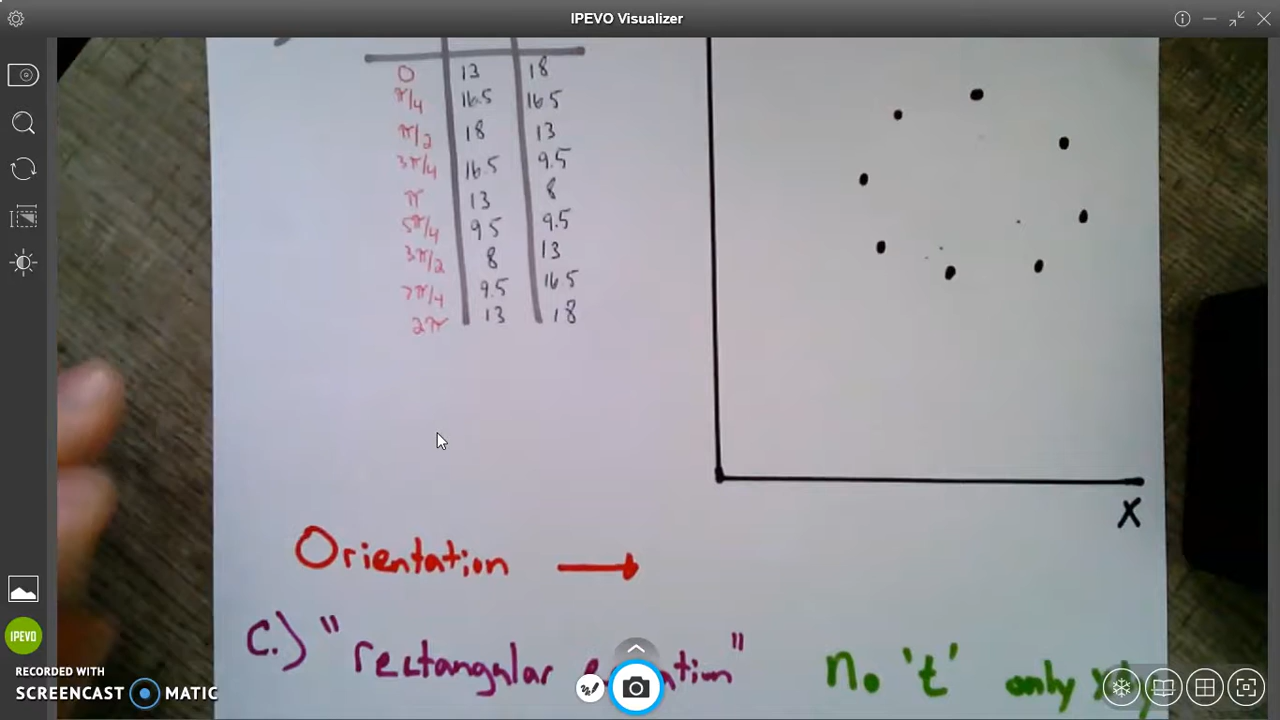 IPEVO Visualizer
0 13 18
π/4 16.5 16.5
π/2 18 13
3π/4 16.5 9.5
π 13 8
5π/4 9.5 9.5
3π/2 8 13
7π/4 9.5 16.5
2π 13 18
X
Orientation →
C.) "rectangular
no 't' only x
IPEVO
RECORDED WITH
SCREENCAST MATIC